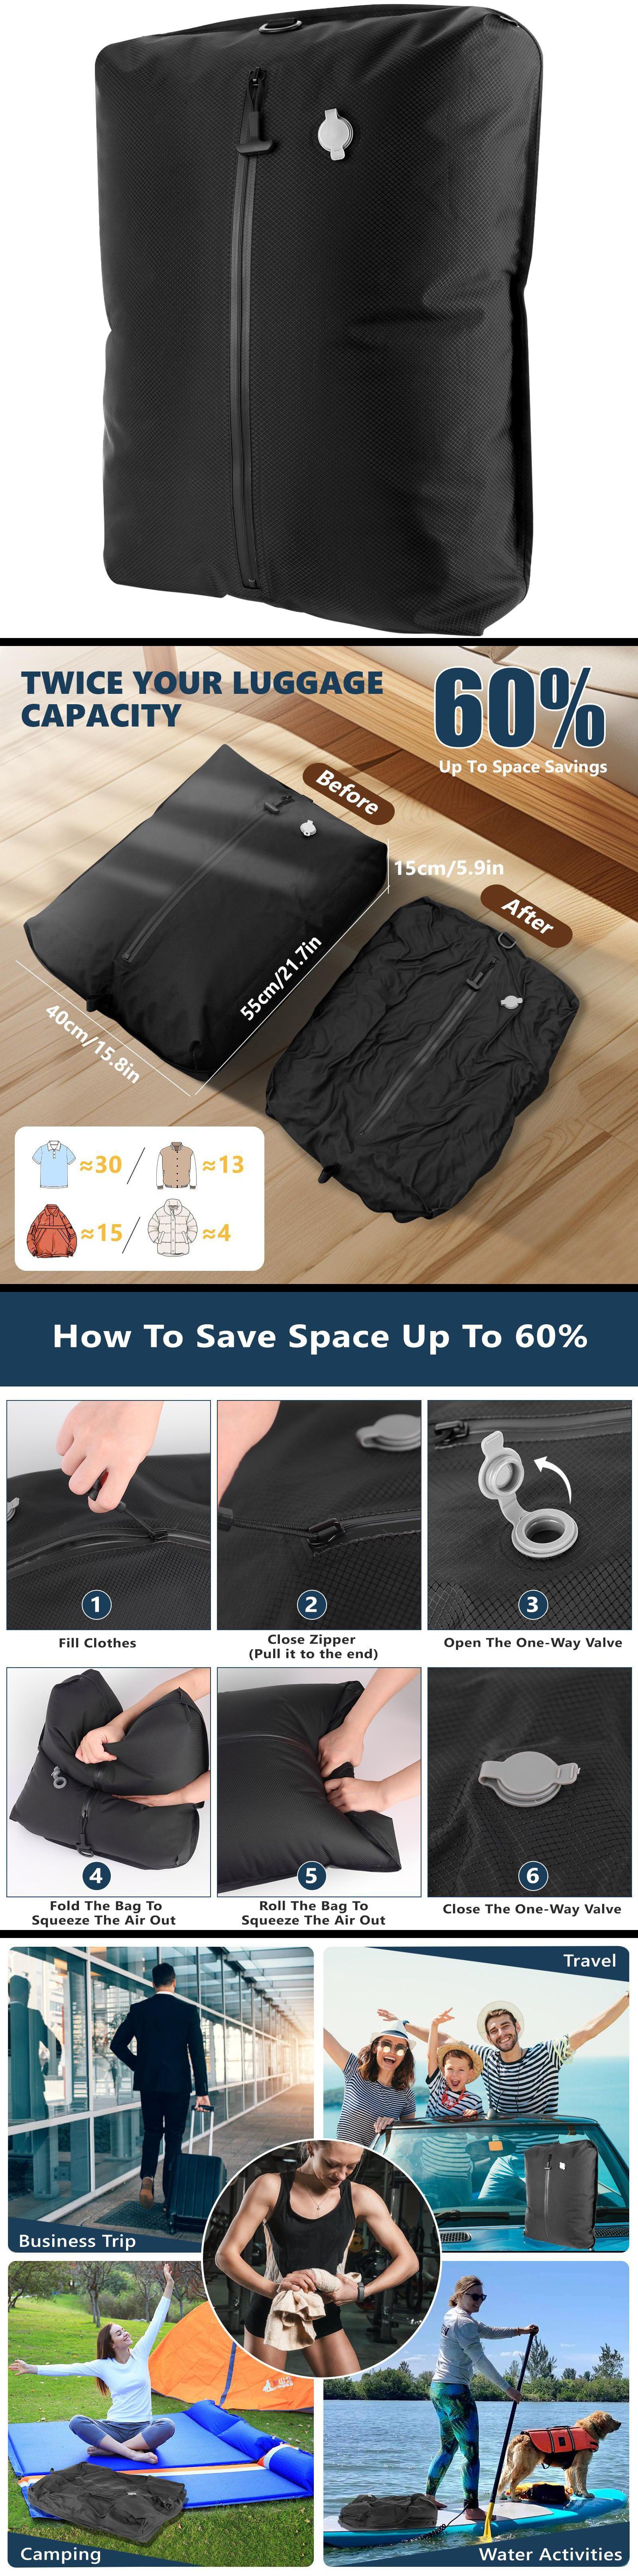 TWICE YOUR LUGGAGE
CAPACITY
60%
Up To Space Savings
Before
15cm/5.9in
After
55cm/21.7in
40cm/15.8in
≈30
≈13
≈15
≈4
How To Save Space Up To 60%
1
2
3
Fill Clothes
Close Zipper
(Pull it to the end)
Open The One-Way Valve
4
5
6
Fold The Bag To
Squeeze The Air Out
Roll The Bag To
Squeeze The Air Out
Close The One-Way Valve
Travel
Business Trip
Camping
Water Activities